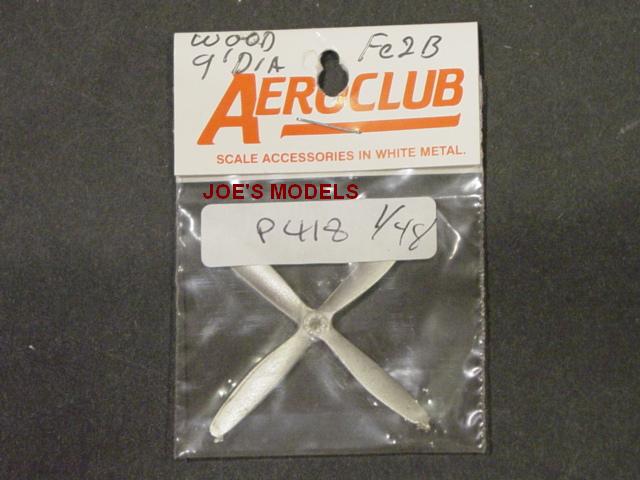 WOOD
9' DIA
Fe2B
AEROCLUB
SCALE ACCESSORIES IN WHITE METAL.
JOE'S MODELS
P418 1/48